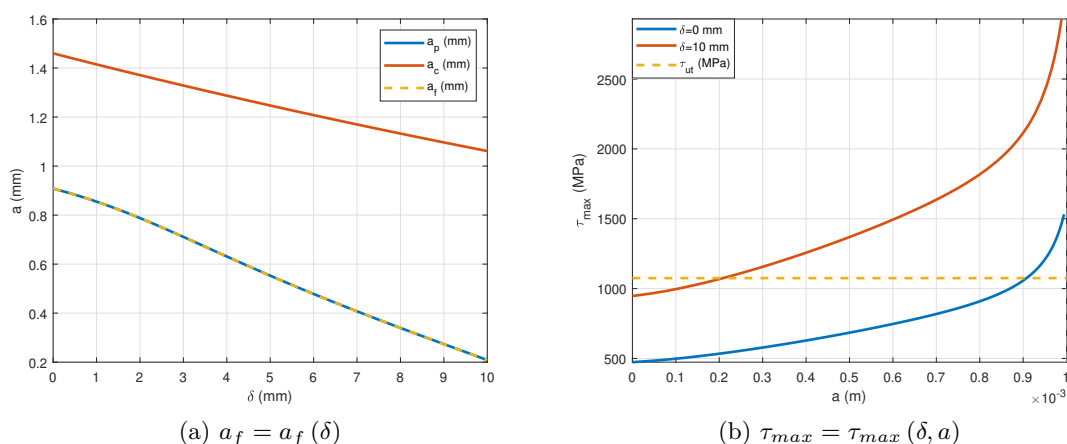 1.6
1.4
1.2
1
0.8
0.6
0.4
0.2
a (mm)
0 1 2 3 4 5 6 7 8 9 10
δ (mm)
a_p (mm)
a_c (mm)
a_f (mm)
(a) a_f = a_f (δ)
2500
2000
1500
1000
500
τ_max (MPa)
0 0.1 0.2 0.3 0.4 0.5 0.6 0.7 0.8 0.9 1
a (m)
×10^-3
δ=0 mm
δ=10 mm
τ_ut (MPa)
(b) τ_max = τ_max (δ, a)